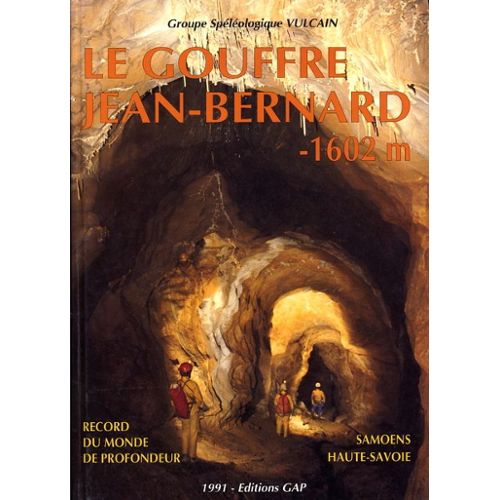 Groupe Spéléologique VULCAIN
LE GOUFFRE
JEAN-BERNARD
-1602 m
RECORD
DU MONDE
DE PROFONDEUR
SAMOENS
HAUTE-SAVOIE
1991 - Editions GAP